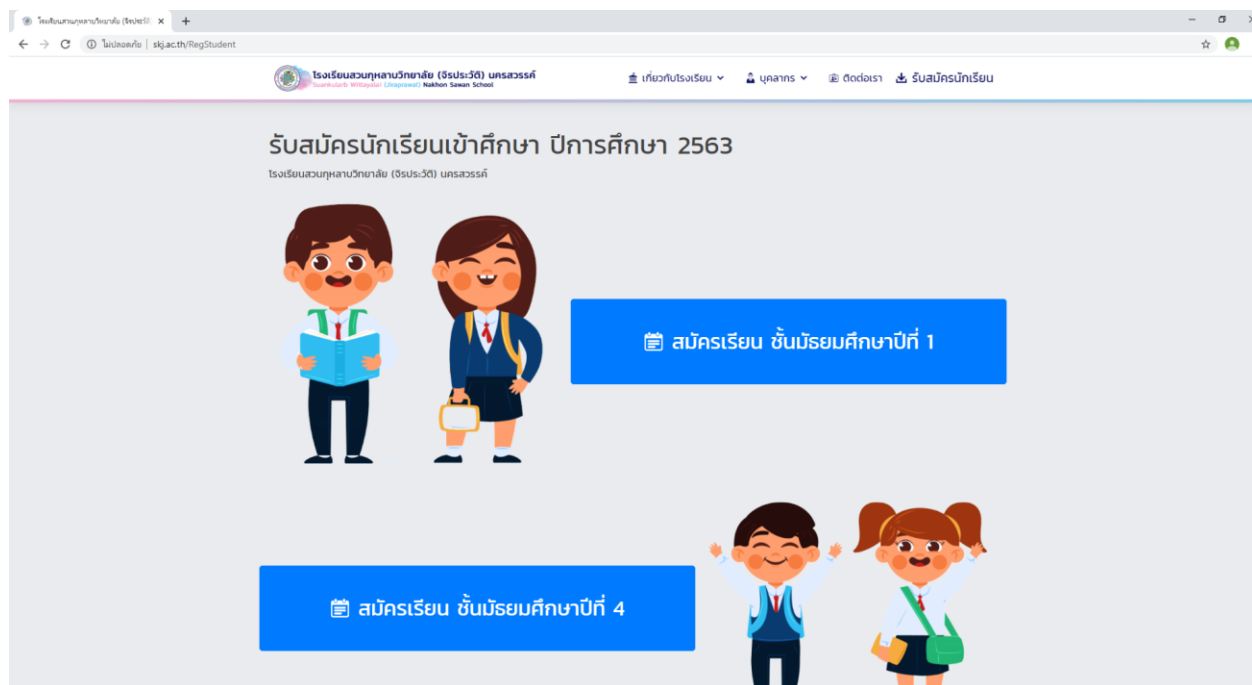 โรงเรียนสวนกุหลาบวิทยาลัย (จิรประวัติ)
ไม่ปลอดภัย | skj.ac.th/RegStudent
โรงเรียนสวนกุหลาบวิทยาลัย (จิรประวัติ) นครสวรรค์
Suankularb Wittayalai (Jiraprawat) Nakhon Sawan School
เกี่ยวกับโรงเรียน
บุคลากร
ติดต่อเรา
รับสมัครนักเรียน
รับสมัครนักเรียนเข้าศึกษา ปีการศึกษา 2563
โรงเรียนสวนกุหลาบวิทยาลัย (จิรประวัติ) นครสวรรค์
สมัครเรียน ชั้นมัธยมศึกษาปีที่ 1
สมัครเรียน ชั้นมัธยมศึกษาปีที่ 4